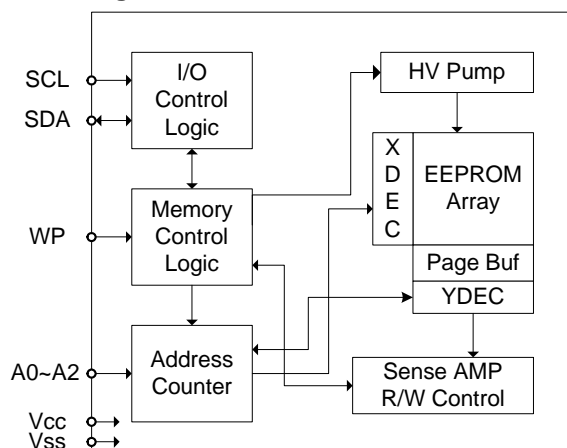 SCL
SDA
WP
A0~A2
Vcc
Vss
I/O
Control
Logic
Memory
Control
Logic
Address
Counter
HV Pump
X
D
E
C
EEPROM
Array
Page Buf
YDEC
Sense AMP
R/W Control